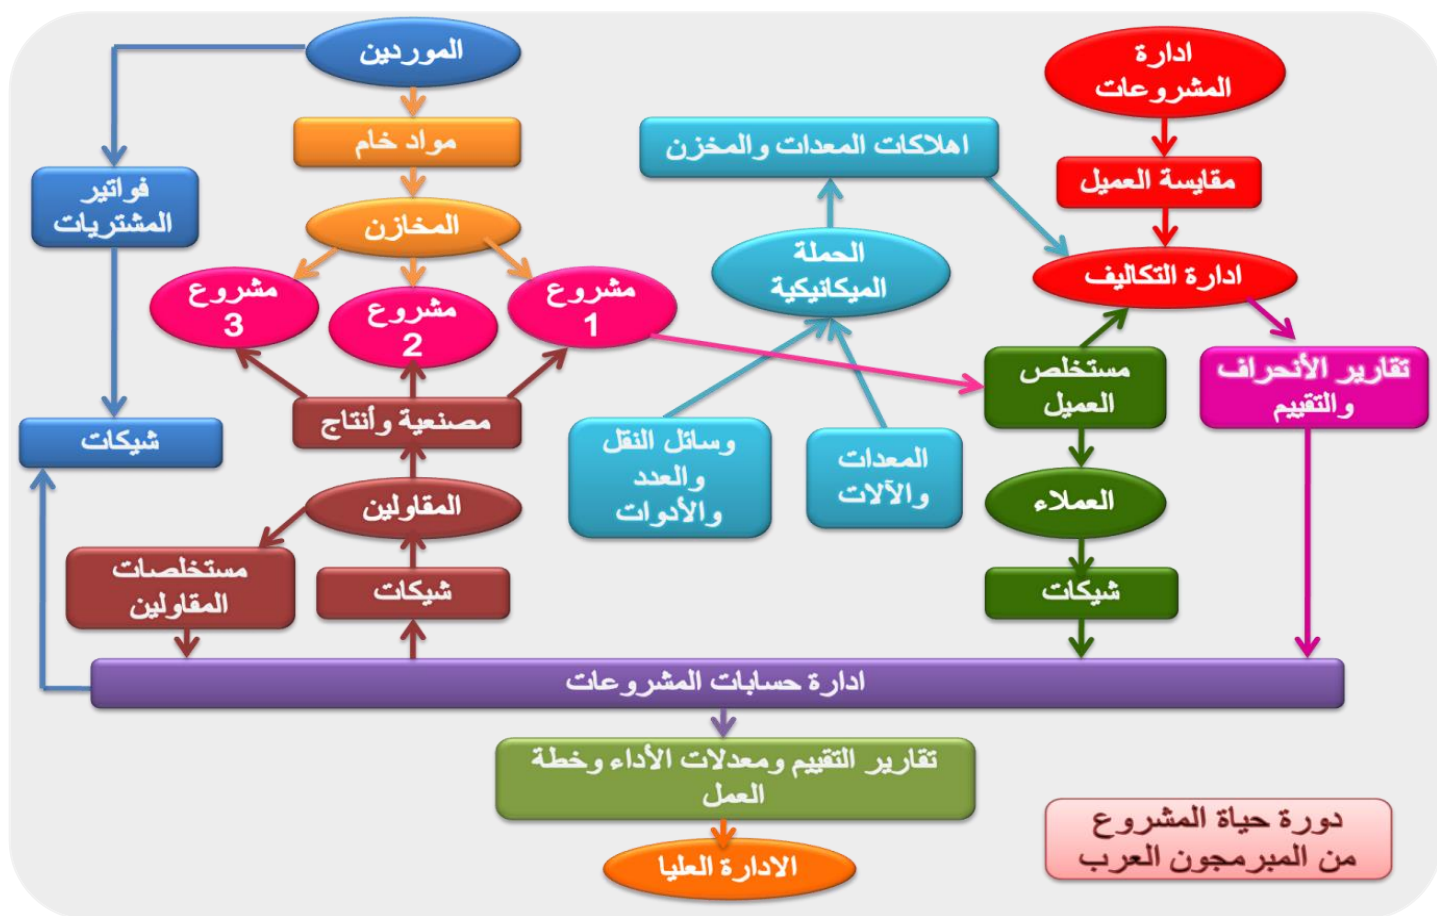 الموردين
ادارة
المشروعات
مواد خام
اهلاكات المعدات والمخزن
مقايسة العميل
فواتير
المشتريات
المخازن
الحملة
الميكانيكية
ادارة التكاليف
مشروع
3
مشروع
2
مشروع
1
مستخلص
العميل
تقارير الأنحراف
والتقييم
شيكات
مصنعية وأنتاج
وسائل النقل
والعدد
والأدوات
المعدات
والآلات
المقاولين
العملاء
مستخلصات
المقاولين
شيكات
شيكات
ادارة حسابات المشروعات
تقارير التقييم ومعدلات الأداء وخطة
العمل
دورة حياة المشروع
من المبرمجون العرب
الادارة العليا